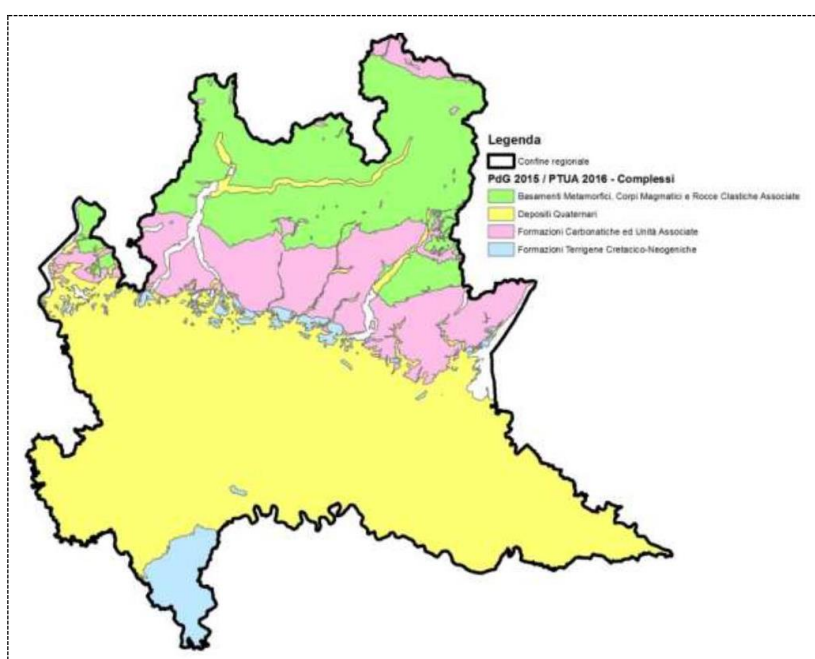 Legenda
Confine regionale
PdG 2015 / PTUA 2016 - Complessi
Basamenti Metamorfici, Corpi Magmatici e Rocce Clastiche Associate
Depositi Quaternari
Formazioni Carbonatiche ed Unità Associate
Formazioni Terrigene Cretacico-Neogeniche